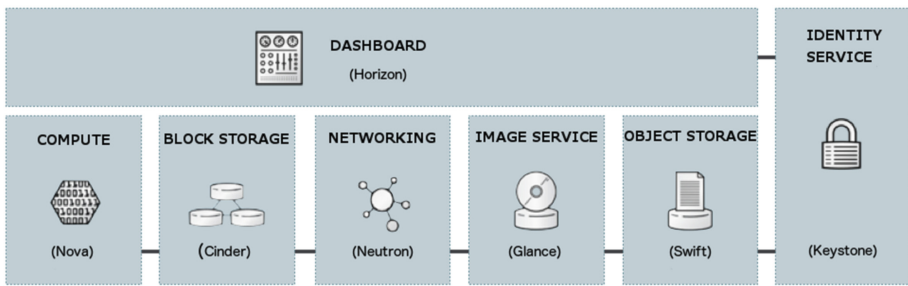 DASHBOARD
(Horizon)
IDENTITY
SERVICE
(Keystone)
COMPUTE
(Nova)
BLOCK STORAGE
(Cinder)
NETWORKING
(Neutron)
IMAGE SERVICE
(Glance)
OBJECT STORAGE
(Swift)